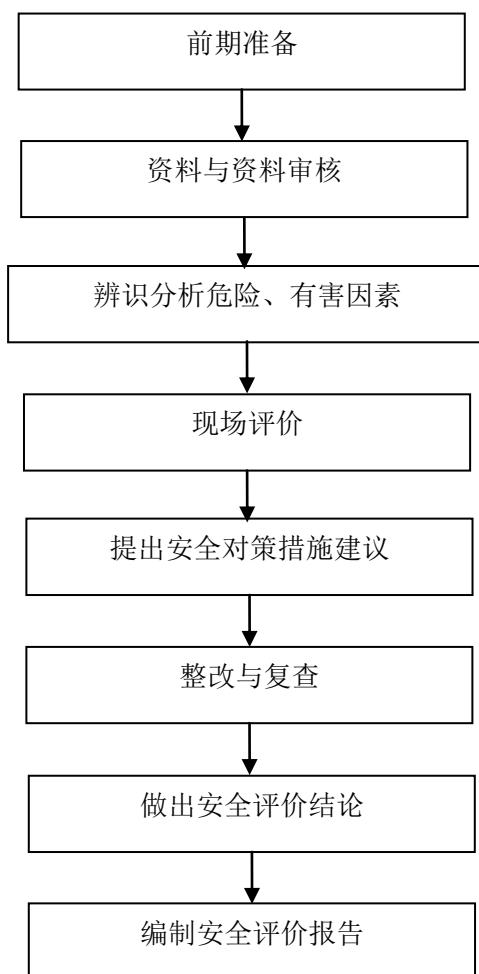 前期准备
资料与资料审核
辨识分析危险、有害因素
现场评价
提出安全对策措施建议
整改与复查
做出安全评价结论
编制安全评价报告